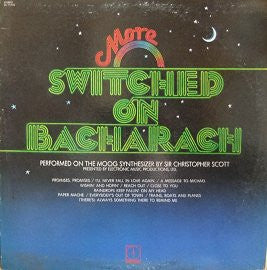 More
SWITCHED
ON
BACHARACH
PERFORMED ON THE MOOG SYNTHESIZER BY SIR CHRISTOPHER SCOTT
PRESENTED BY ELECTRONIC MUSIC PRODUCTIONS, LTD.
PROMISES, PROMISES / I'LL NEVER FALL IN LOVE AGAIN / A MESSAGE TO MICHAEL
WISHIN' AND HOPIN' / REACH OUT / CLOSE TO YOU
RAINDROPS KEEP FALLIN' ON MY HEAD
PAPER MACHE / EVERYBODY'S OUT OF TOWN / TRAINS, BOATS AND PLANES
(THERE'S) ALWAYS SOMETHING THERE TO REMIND ME